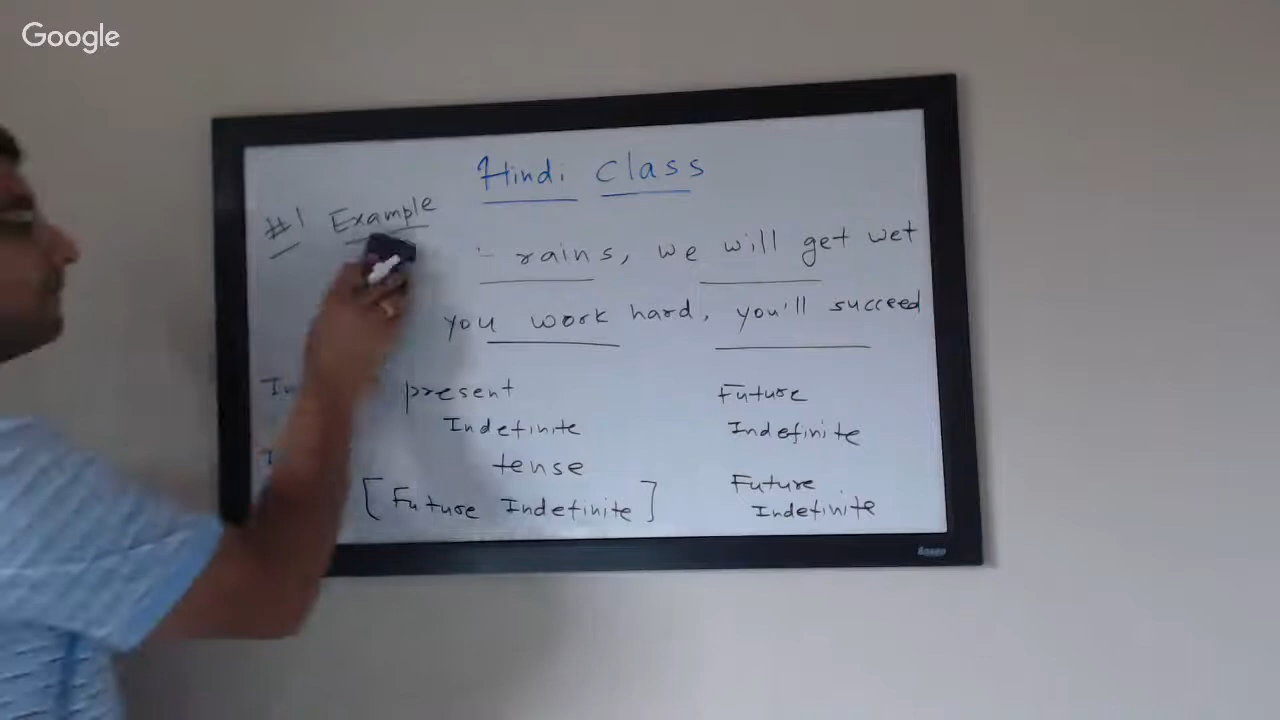 Google
Hindi Class
#1 Example
rains, we will get wet
you work hard, you'll succeed
present Future
Indefinite Indefinite
tense
[Future Indefinite] Future
Indefinite